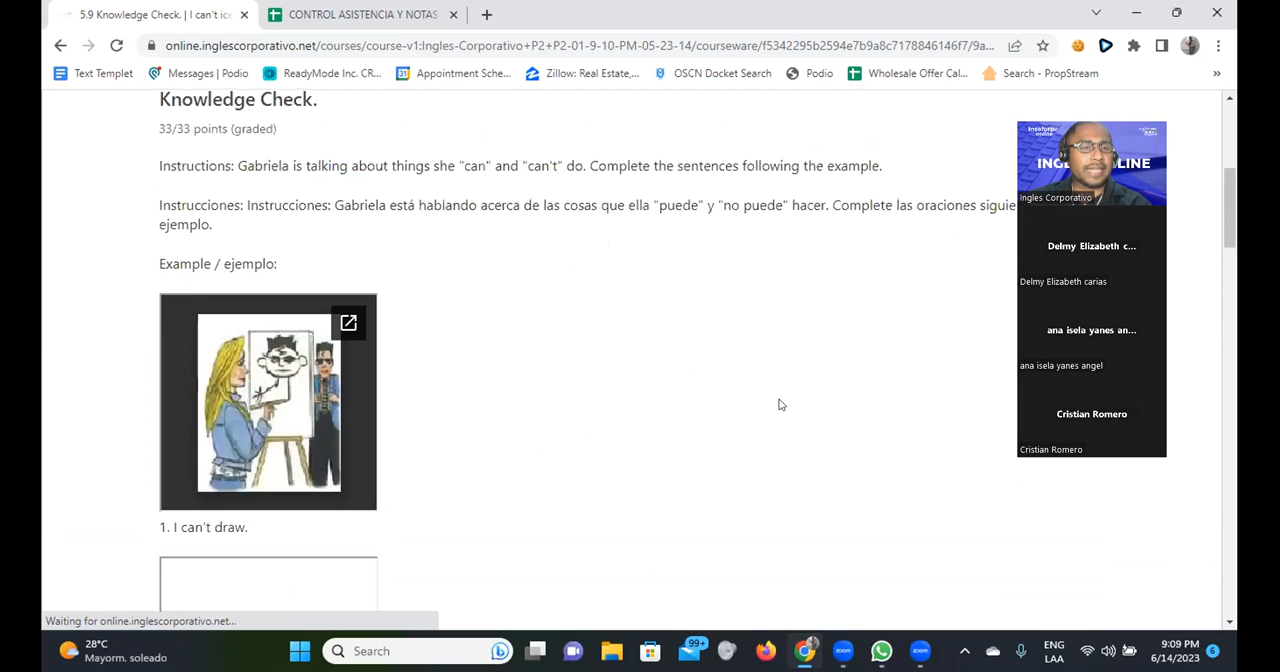 5.9 Knowledge Check. | I can't ice
CONTROL ASISTENCIA Y NOTAS
online.inglescorporativo.net/courses/course-v1:Ingles-Corporativo+P2+P2-01-9-10-PM-05-23-14/courseware/f5342295b2594e7b9a8c7178846146f7/9a...
Text Templet
Messages | Podio
ReadyMode Inc. CR...
Appointment Sche...
Zillow: Real Estate,...
OSCN Docket Search
Podio
Wholesale Offer Cal...
Search - PropStream
»
Knowledge Check.
33/33 points (graded)
Instructions: Gabriela is talking about things she "can" and "can't" do. Complete the sentences following the example.
Instrucciones: Instrucciones: Gabriela está hablando acerca de las cosas que ella "puede" y "no puede" hacer. Complete las oraciones siguie
ejemplo.
Example / ejemplo:
1. I can't draw.
Ingles Corporativo
Delmy Elizabeth c...
Delmy Elizabeth carias
ana isela yanes an...
ana isela yanes angel
Cristian Romero
Cristian Romero
Waiting for online.inglescorporativo.net...
28°C
Mayorm. soleado
Search
99+
ENG
LAA
9:09 PM
6/14/2023
6